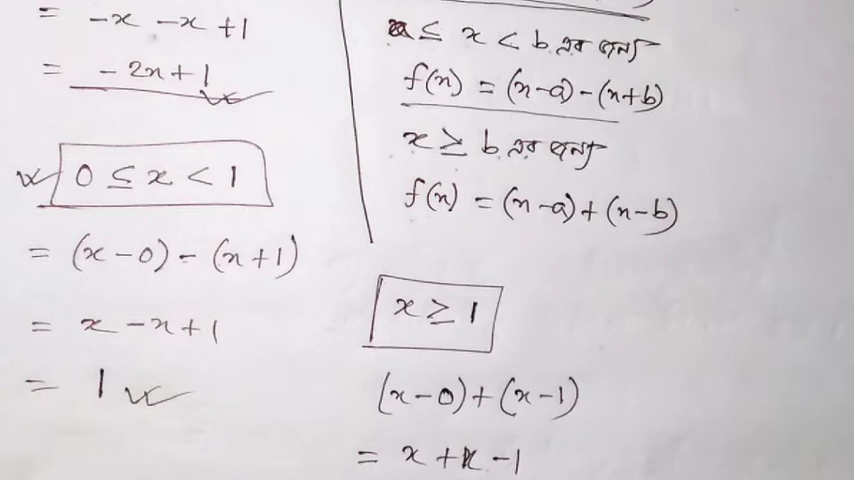 = -x -x +1
= -2x+1
0 ≤ x < 1
= (x-0) - (x+1)
= x -x+1
= 1
a ≤ x < b এর জন্য
f(x) = (x-a) - (x+b)
x ≥ b এর জন্য
f(x) = (x-a)+(x-b)
x ≥ 1
(x-0)+(x-1)
= x +x -1